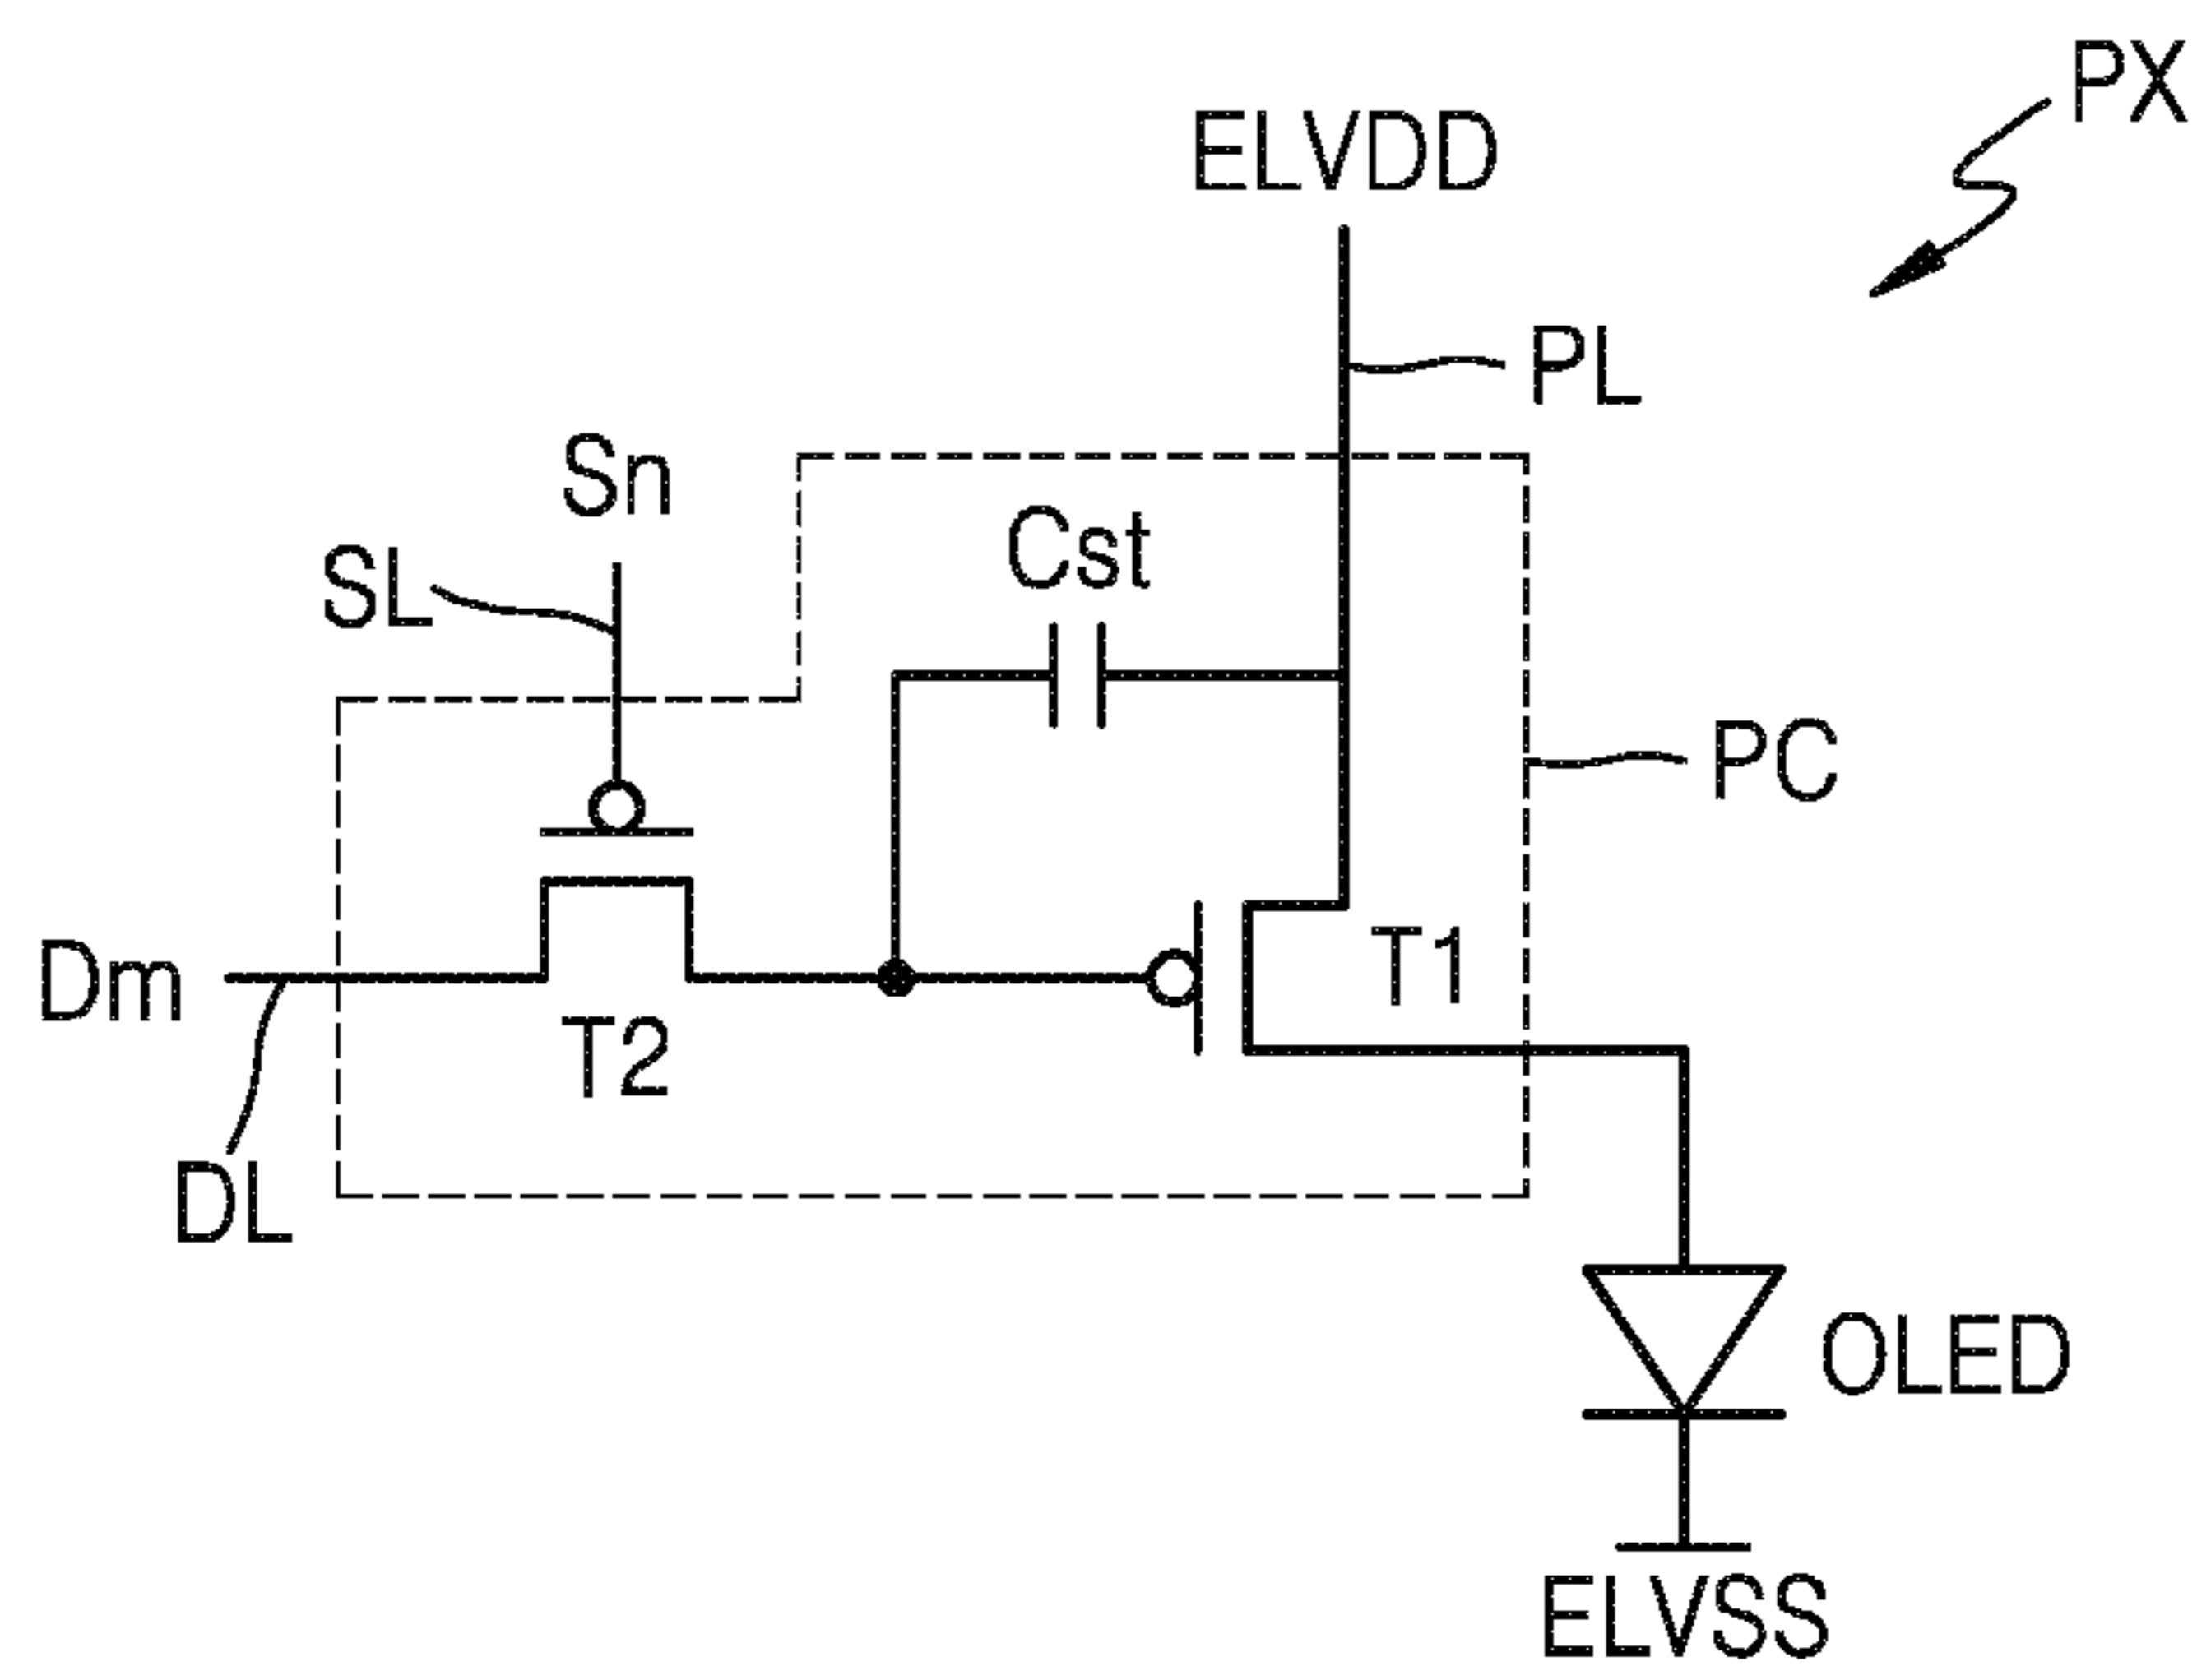 PX
ELVDD
PL
Sn
Cst
SL
PC
T1
Dm
T2
DL
OLED
ELVSS